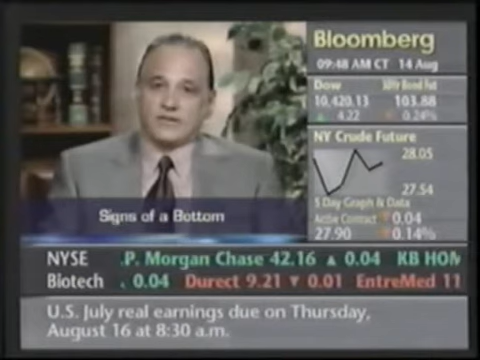 Bloomberg
09:48 AM CT 14 Aug
Dow
10,420.13 103.88
4.22 0.24%
NY Crude Future
28.05
27.54
5 Day Graph & Data
Active Contract 0.04
27.90 0.14%
Signs of a Bottom
NYSE .P. Morgan Chase 42.16 ▲ 0.04 KB HOM
Biotech 0.04 Durect 9.21 ▼ 0.01 EntreMed 11
U.S. July real earnings due on Thursday,
August 16 at 8:30 a.m.